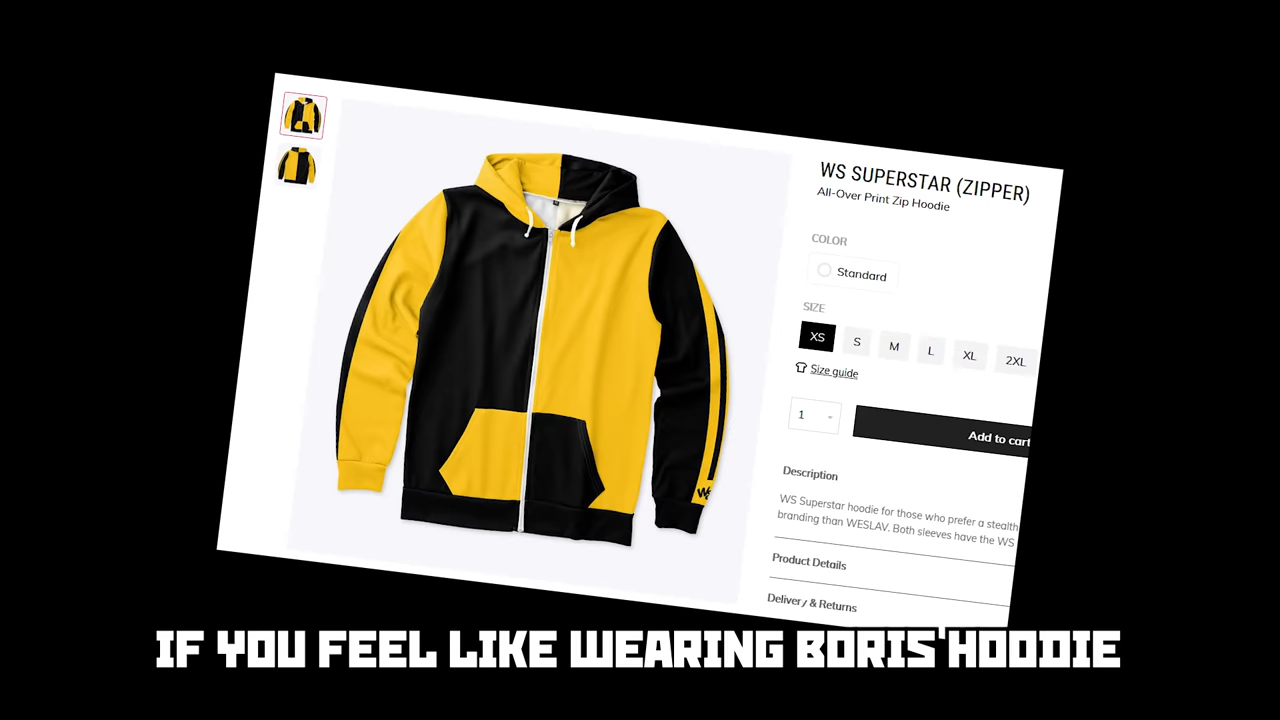 WS SUPERSTAR (ZIPPER)
All-Over Print Zip Hoodie
COLOR
Standard
SIZE
XS S M L XL 2XL
Size guide
1
Add to cart
Description
WS Superstar hoodie for those who prefer a stealth
branding than WESLAV. Both sleeves have the WS
Product Details
Delivery & Returns
WS
IF YOU FEEL LIKE WEARING BORIS'HOODIE